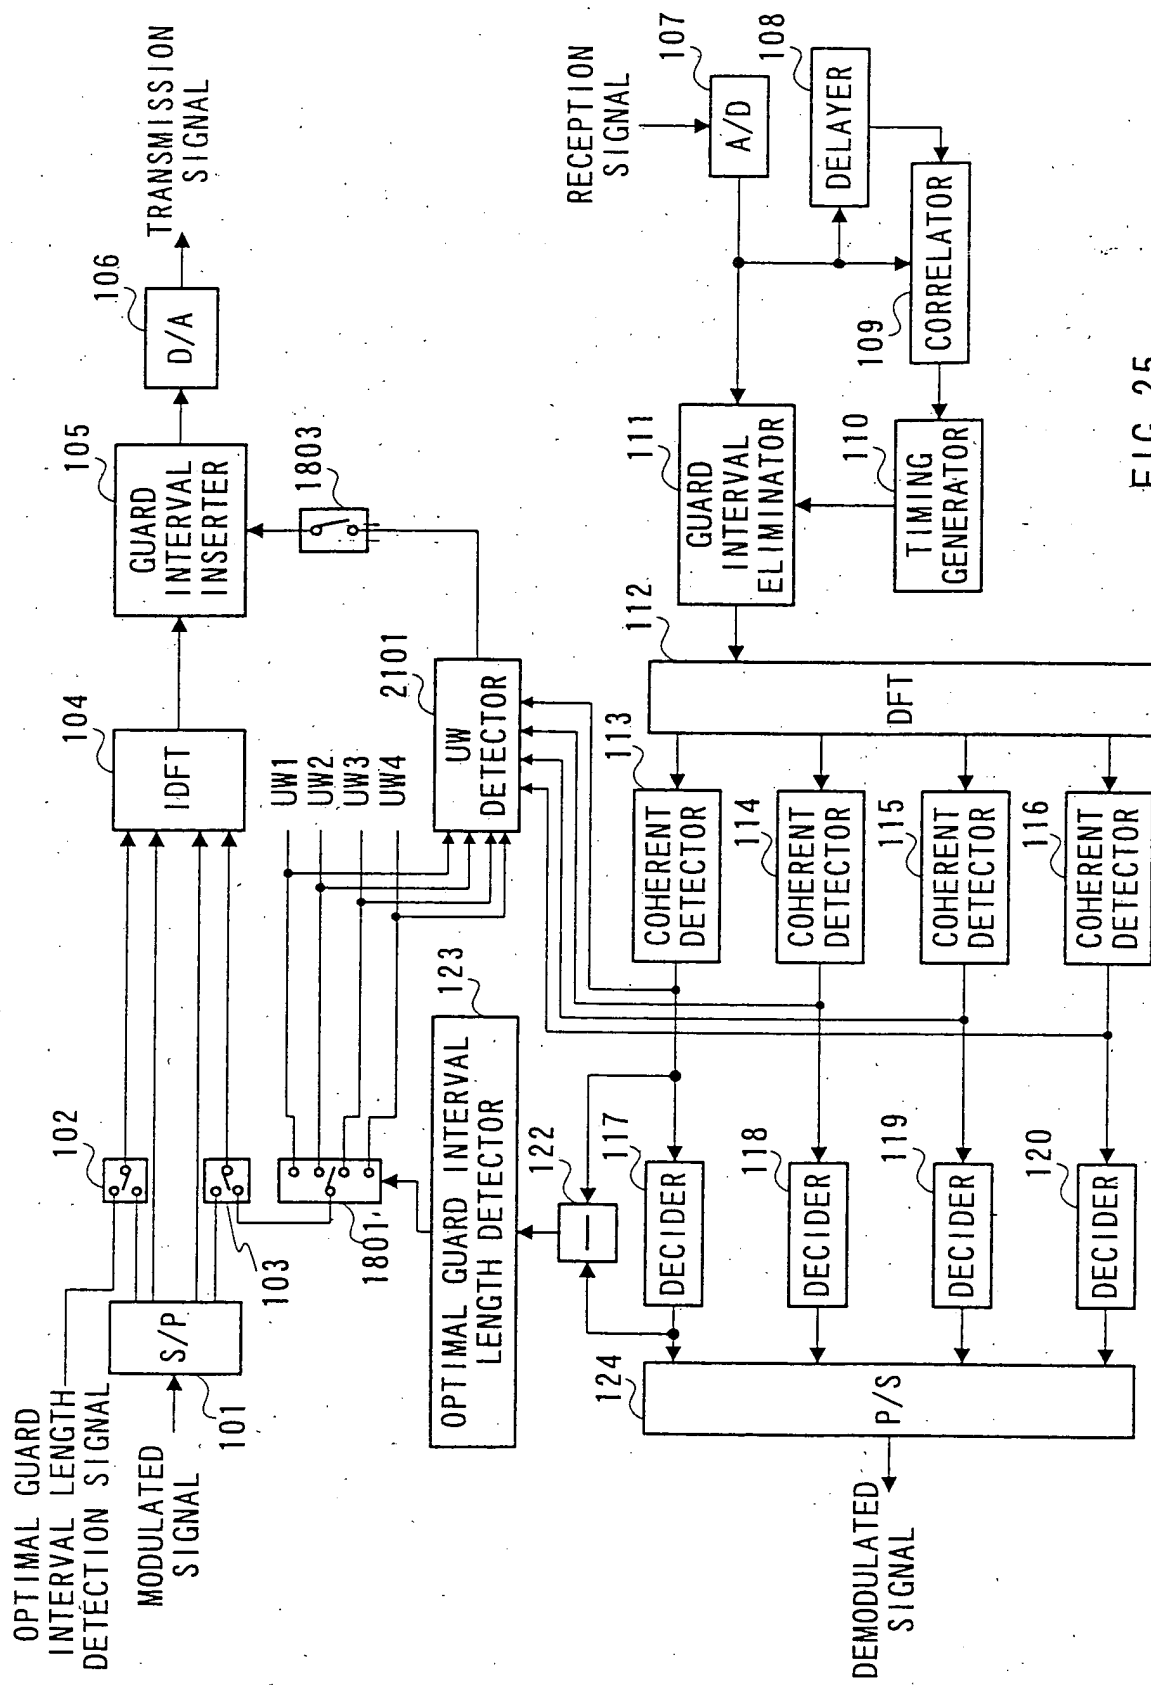 OPTIMAL GUARD
INTERVAL LENGTH
DETECTION SIGNAL
MODULATED
SIGNAL
S/P
101
102
103
IDFT
104
GUARD
INTERVAL
INSERTER
105
D/A
106
TRANSMISSION
SIGNAL
1801
UW1
UW2
UW3
UW4
UW
DETECTOR
2101
1803
OPTIMAL GUARD INTERVAL
LENGTH DETECTOR
123
122
RECEPTION
SIGNAL
A/D
107
DELAYER
108
CORRELATOR
109
TIMING
GENERATOR
110
GUARD
INTERVAL
ELIMINATOR
111
DFT
112
COHERENT
DETECTOR
113
COHERENT
DETECTOR
114
COHERENT
DETECTOR
115
COHERENT
DETECTOR
116
DECIDER
117
DECIDER
118
DECIDER
119
DECIDER
120
P/S
124
DEMODULATED
SIGNAL
FIG. 25